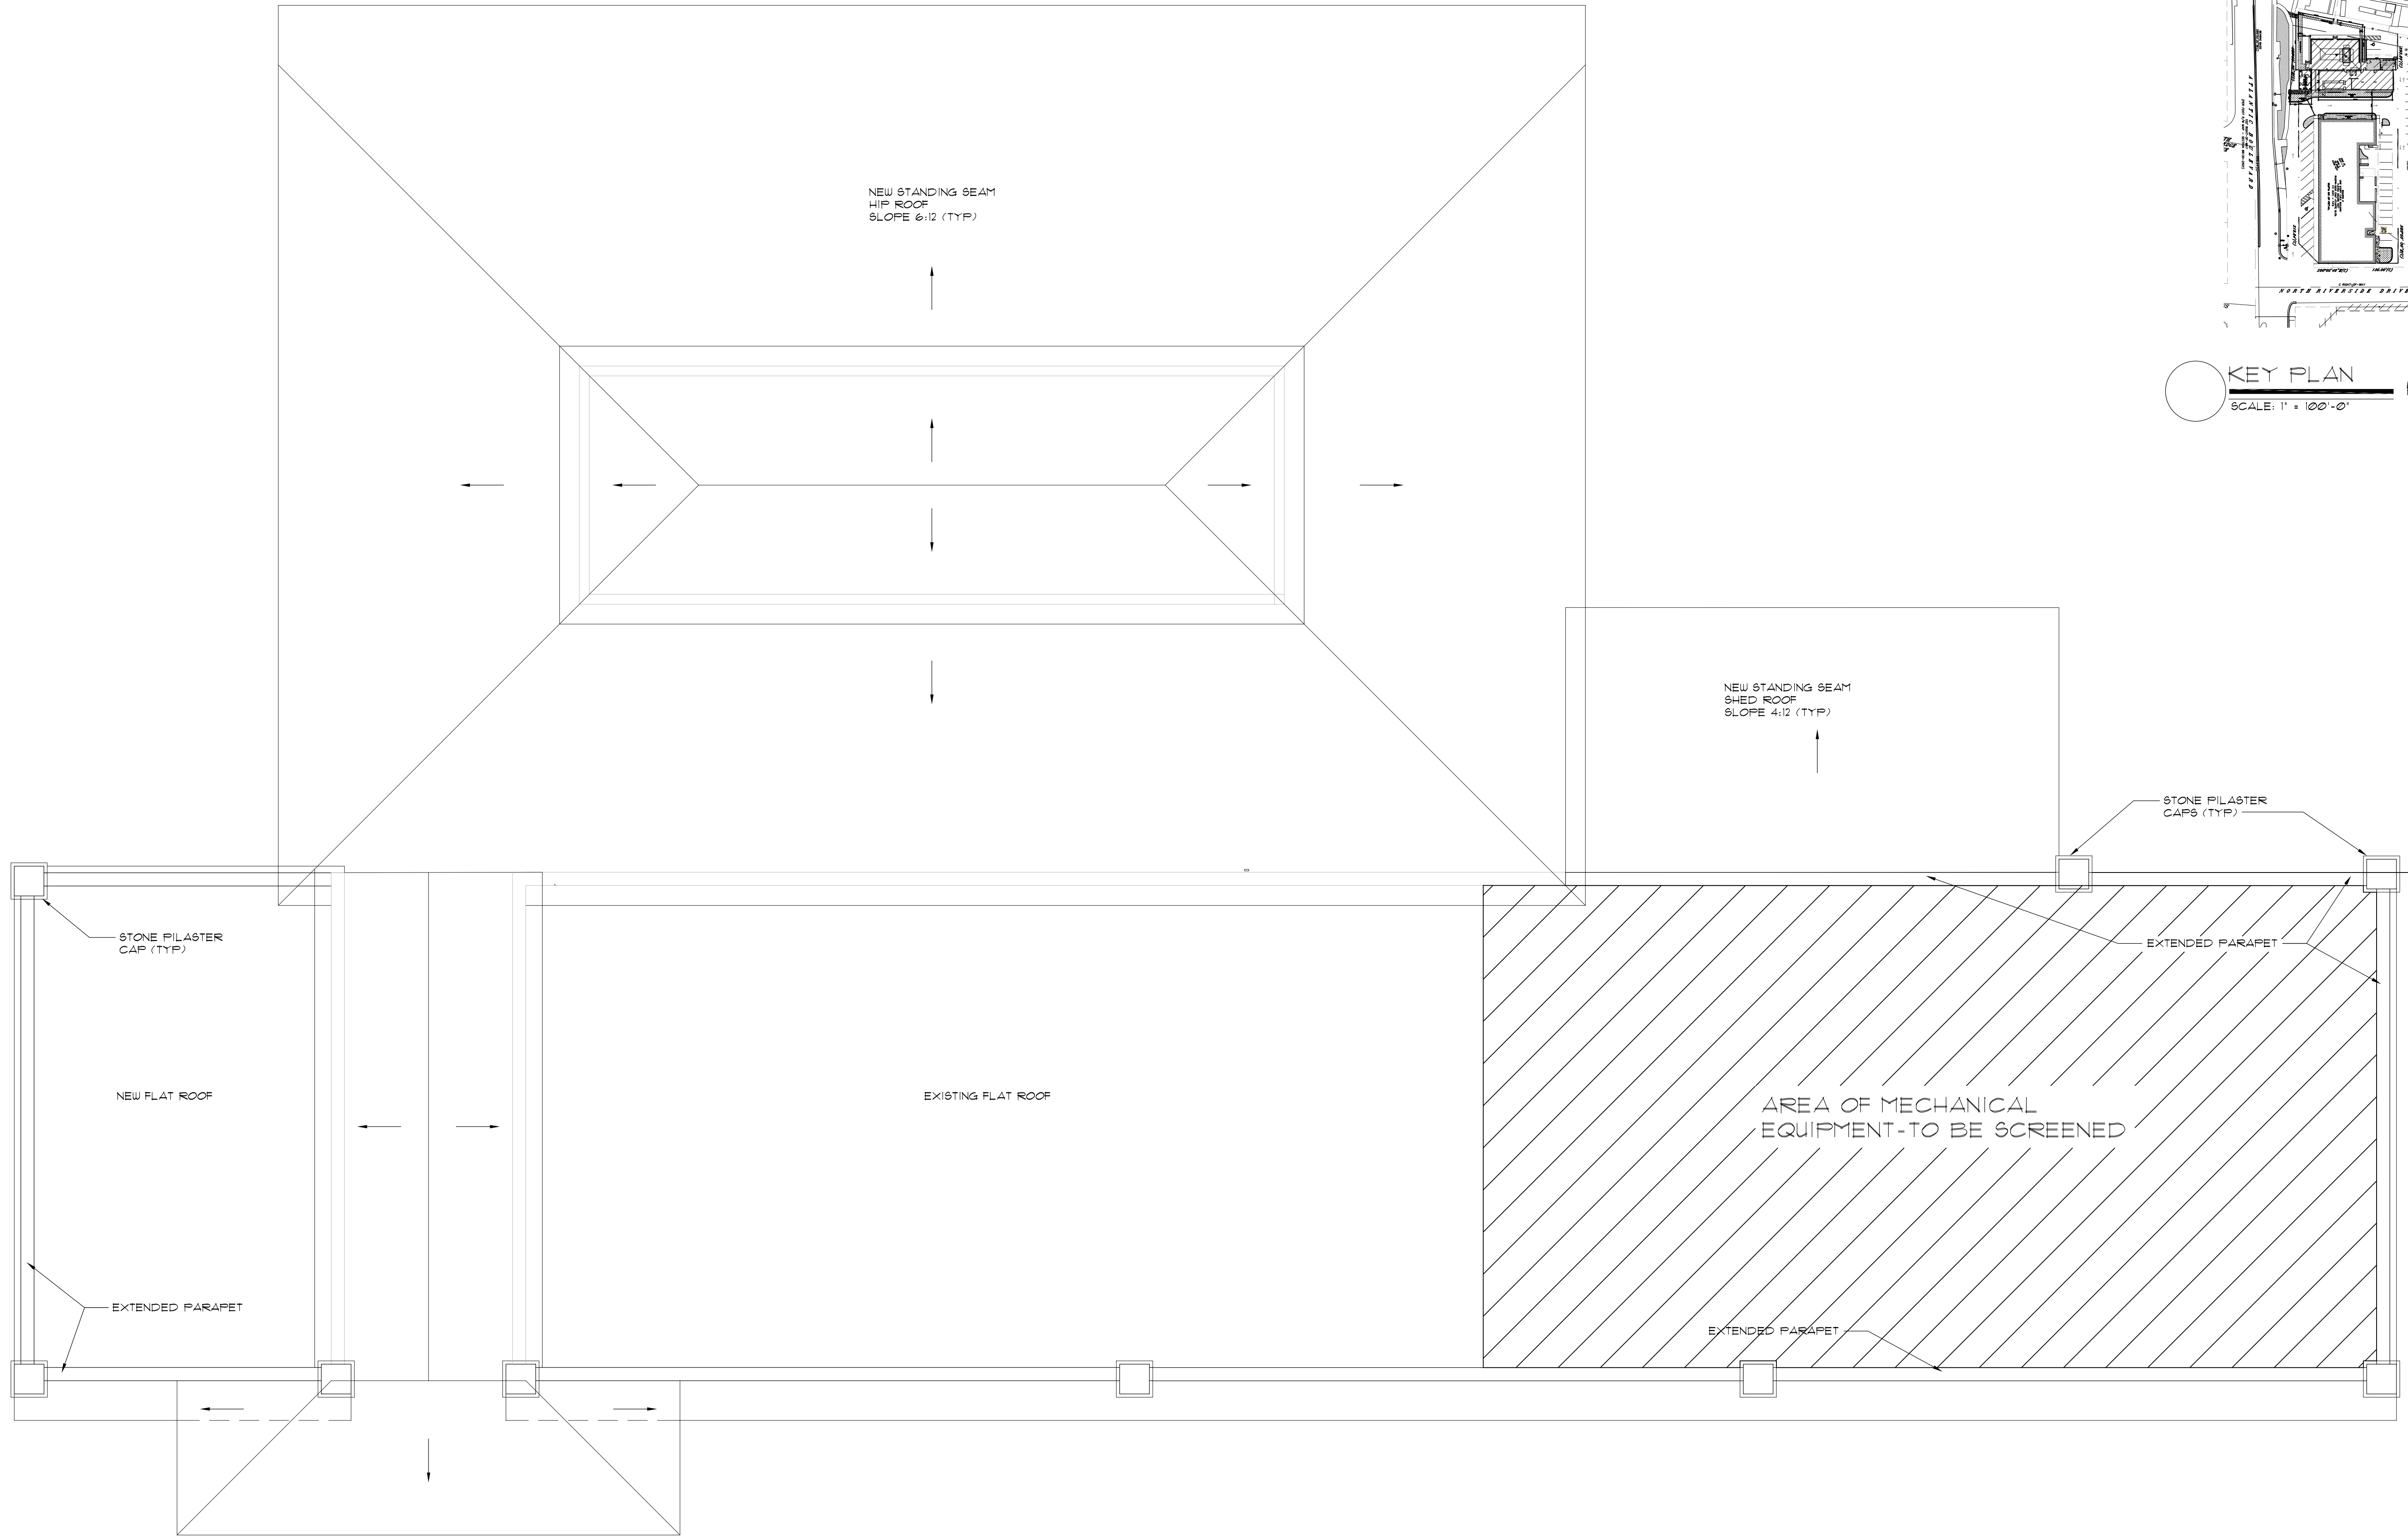 NEW STANDING SEAM
HIP ROOF
SLOPE 6:12 (TYP)
ATLANTIC BOULEVARD
NORTH RIVERSIDE DRIVE
KEY PLAN
SCALE: 1" = 100'-0"
NEW STANDING SEAM
SHED ROOF
SLOPE 4:12 (TYP)
STONE PILASTER
CAPS (TYP)
STONE PILASTER
CAP (TYP)
EXTENDED PARAPET
NEW FLAT ROOF
EXISTING FLAT ROOF
AREA OF MECHANICAL
EQUIPMENT-TO BE SCREENED
EXTENDED PARAPET
EXTENDED PARAPET